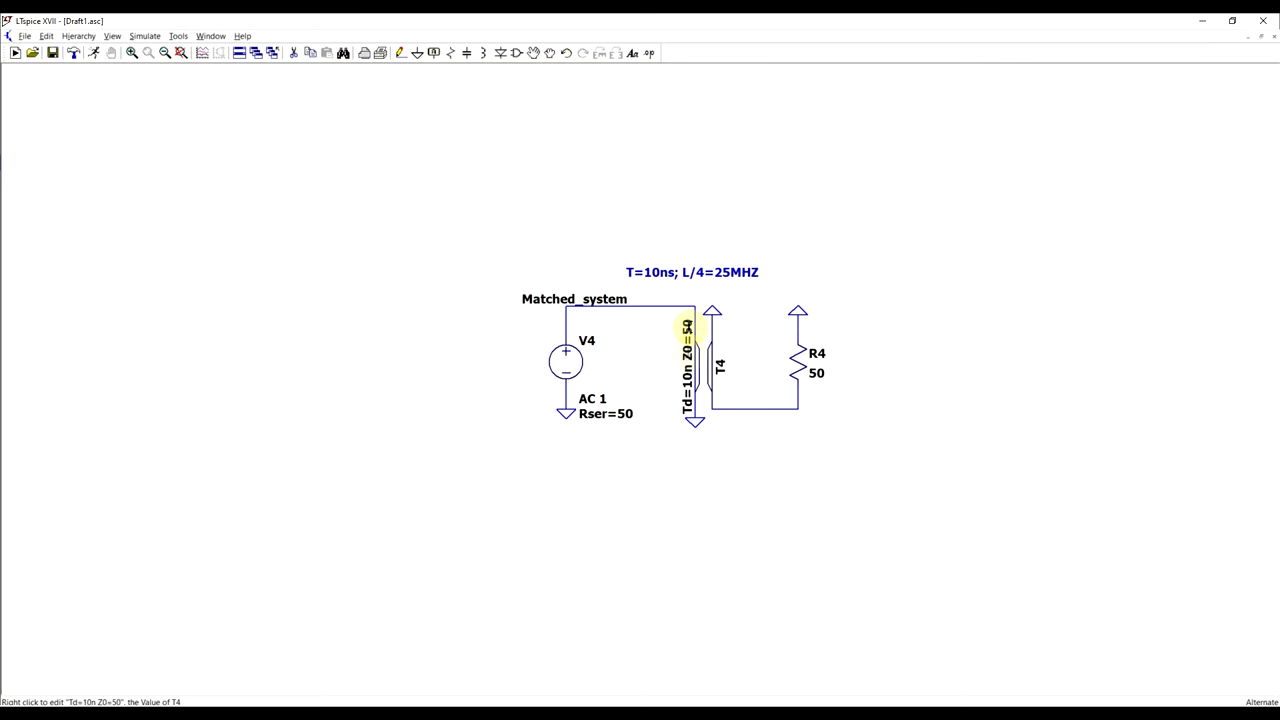 LTspice XVII - [Draft1.asc]
File Edit Hierarchy View Simulate Tools Window Help
Aa .op
T=10ns; L/4=25MHZ
Matched_system
V4
AC 1
Rser=50
Td=10n Z0=50
T4
R4
50
Right click to edit "Td=10n Z0=50", the Value of T4
Alternate